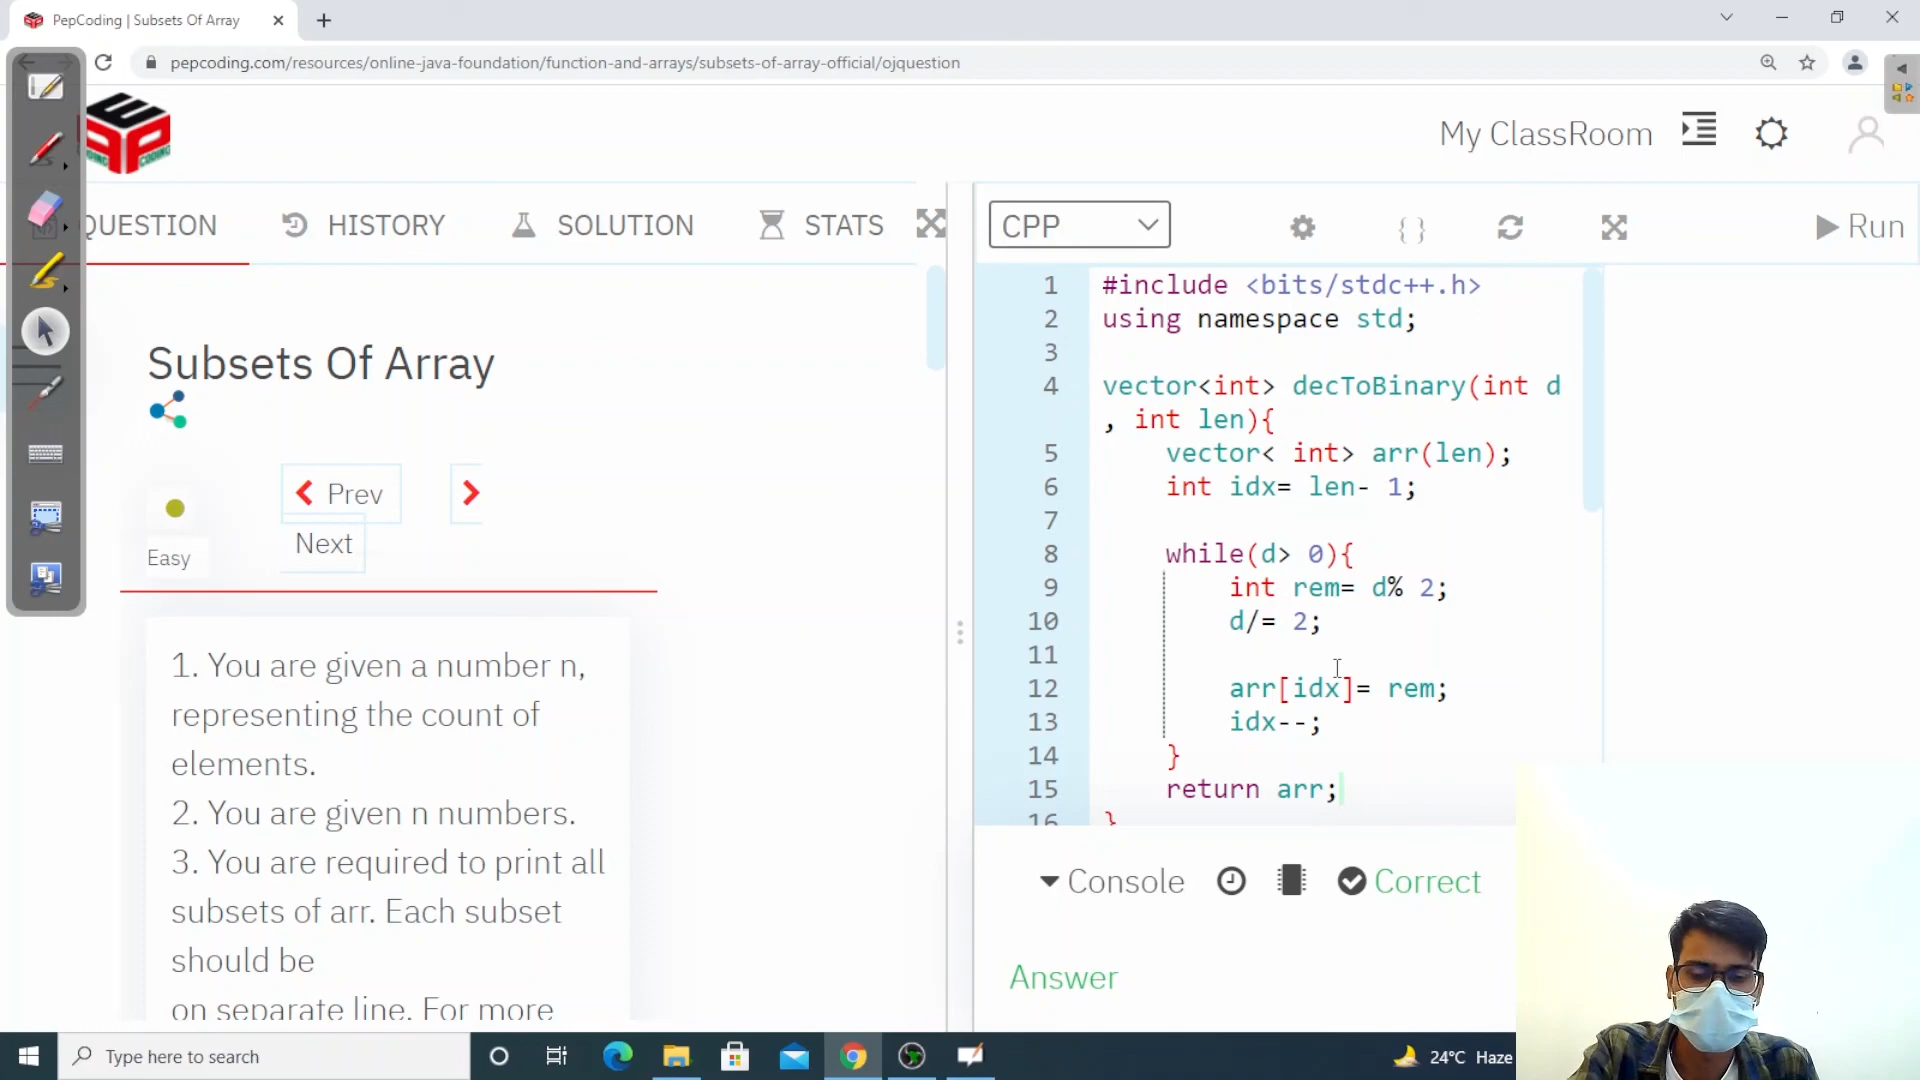 PepCoding | Subsets Of Array
pepcoding.com/resources/online-java-foundation/function-and-arrays/subsets-of-array-official/ojquestion
My ClassRoom
QUESTION HISTORY SOLUTION STATS
CPP
{ }
Run
Subsets Of Array
Easy
Prev
Next
1. You are given a number n,
representing the count of
elements.
2. You are given n numbers.
3. You are required to print all
subsets of arr. Each subset
should be
on separate line. For more
1 #include <bits/stdc++.h>
2 using namespace std;
3
4 vector<int> decToBinary(int d
, int len){
5 vector< int> arr(len);
6 int idx= len- 1;
7
8 while(d> 0){
9 int rem= d% 2;
10 d/= 2;
11
12 arr[idx]= rem;
13 idx--;
14 }
15 return arr;
16 }
Console Correct
Answer
Type here to search
24°C Haze